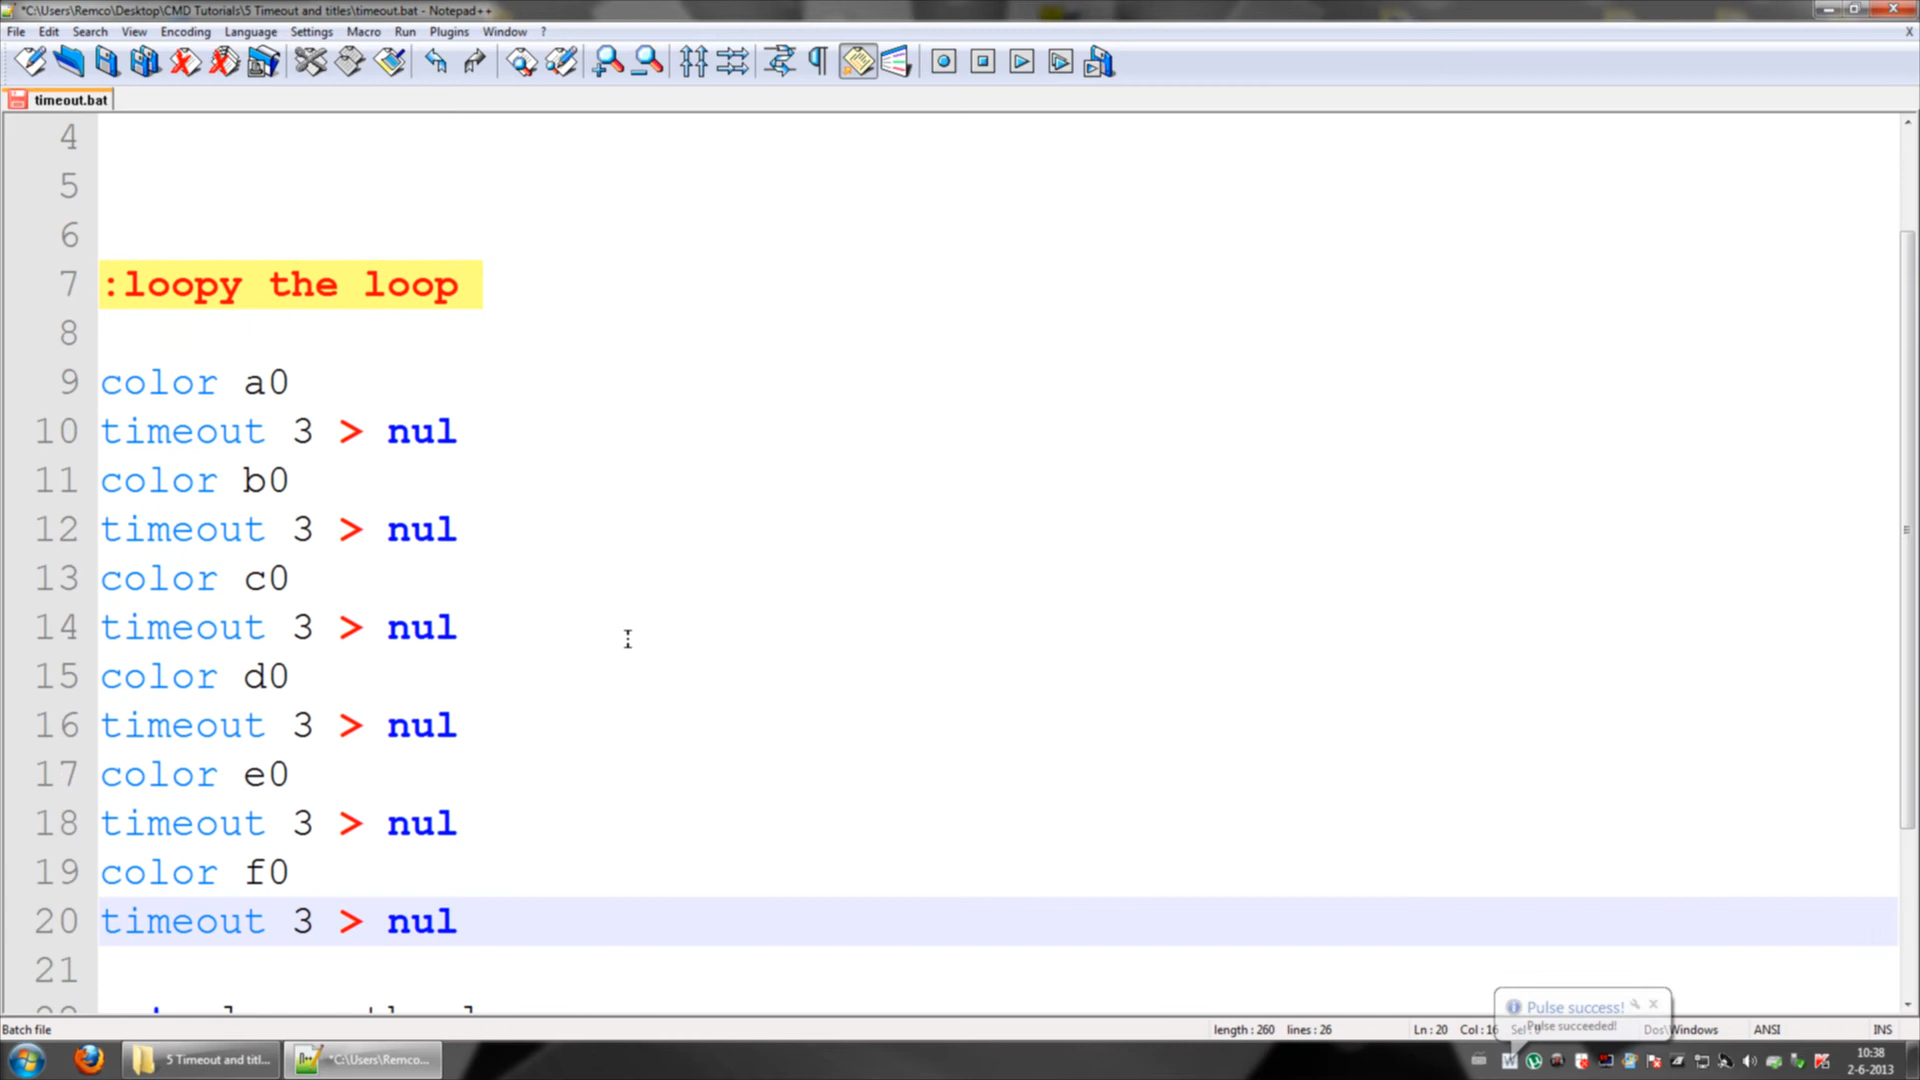 *C:\Users\Remco\Desktop\CMD Tutorials\5 Timeout and titles\timeout.bat - Notepad++
File Edit Search View Encoding Language Settings Macro Run Plugins Window ? X
timeout.bat
4
5
6
7 :loopy the loop
8
9 color a0
10 timeout 3 > nul
11 color b0
12 timeout 3 > nul
13 color c0
14 timeout 3 > nul
15 color d0
16 timeout 3 > nul
17 color e0
18 timeout 3 > nul
19 color f0
20 timeout 3 > nul
21
Pulse success!
Pulse succeeded!
Batch file length : 260 lines : 26 Ln : 20 Col : 16 Dos\Windows ANSI INS
5 Timeout and titl... *C:\Users\Remco...
10:38
2-6-2013